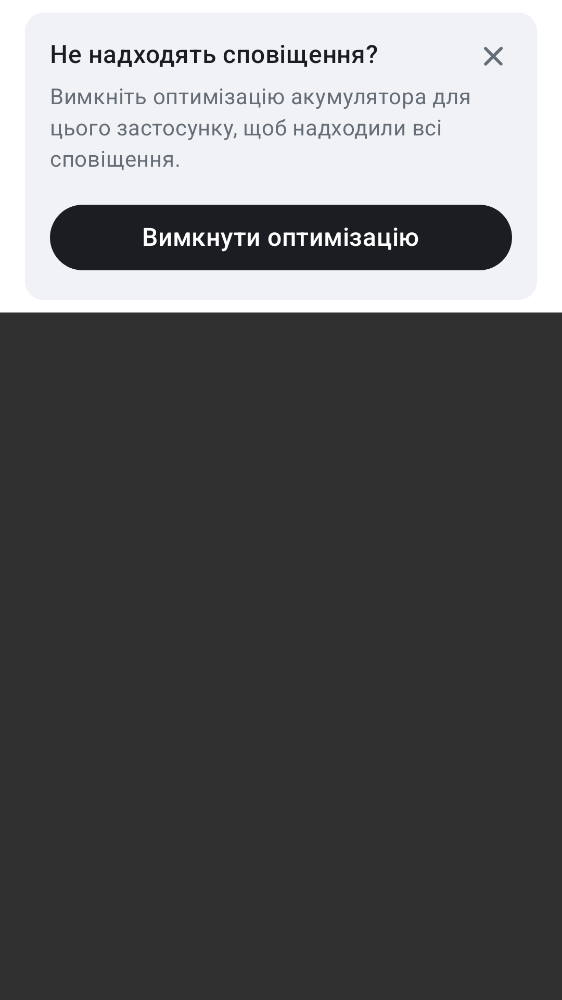 Не надходять сповіщення?
Вимкніть оптимізацію акумулятора для
цього застосунку, щоб надходили всі
сповіщення.
Вимкнути оптимізацію